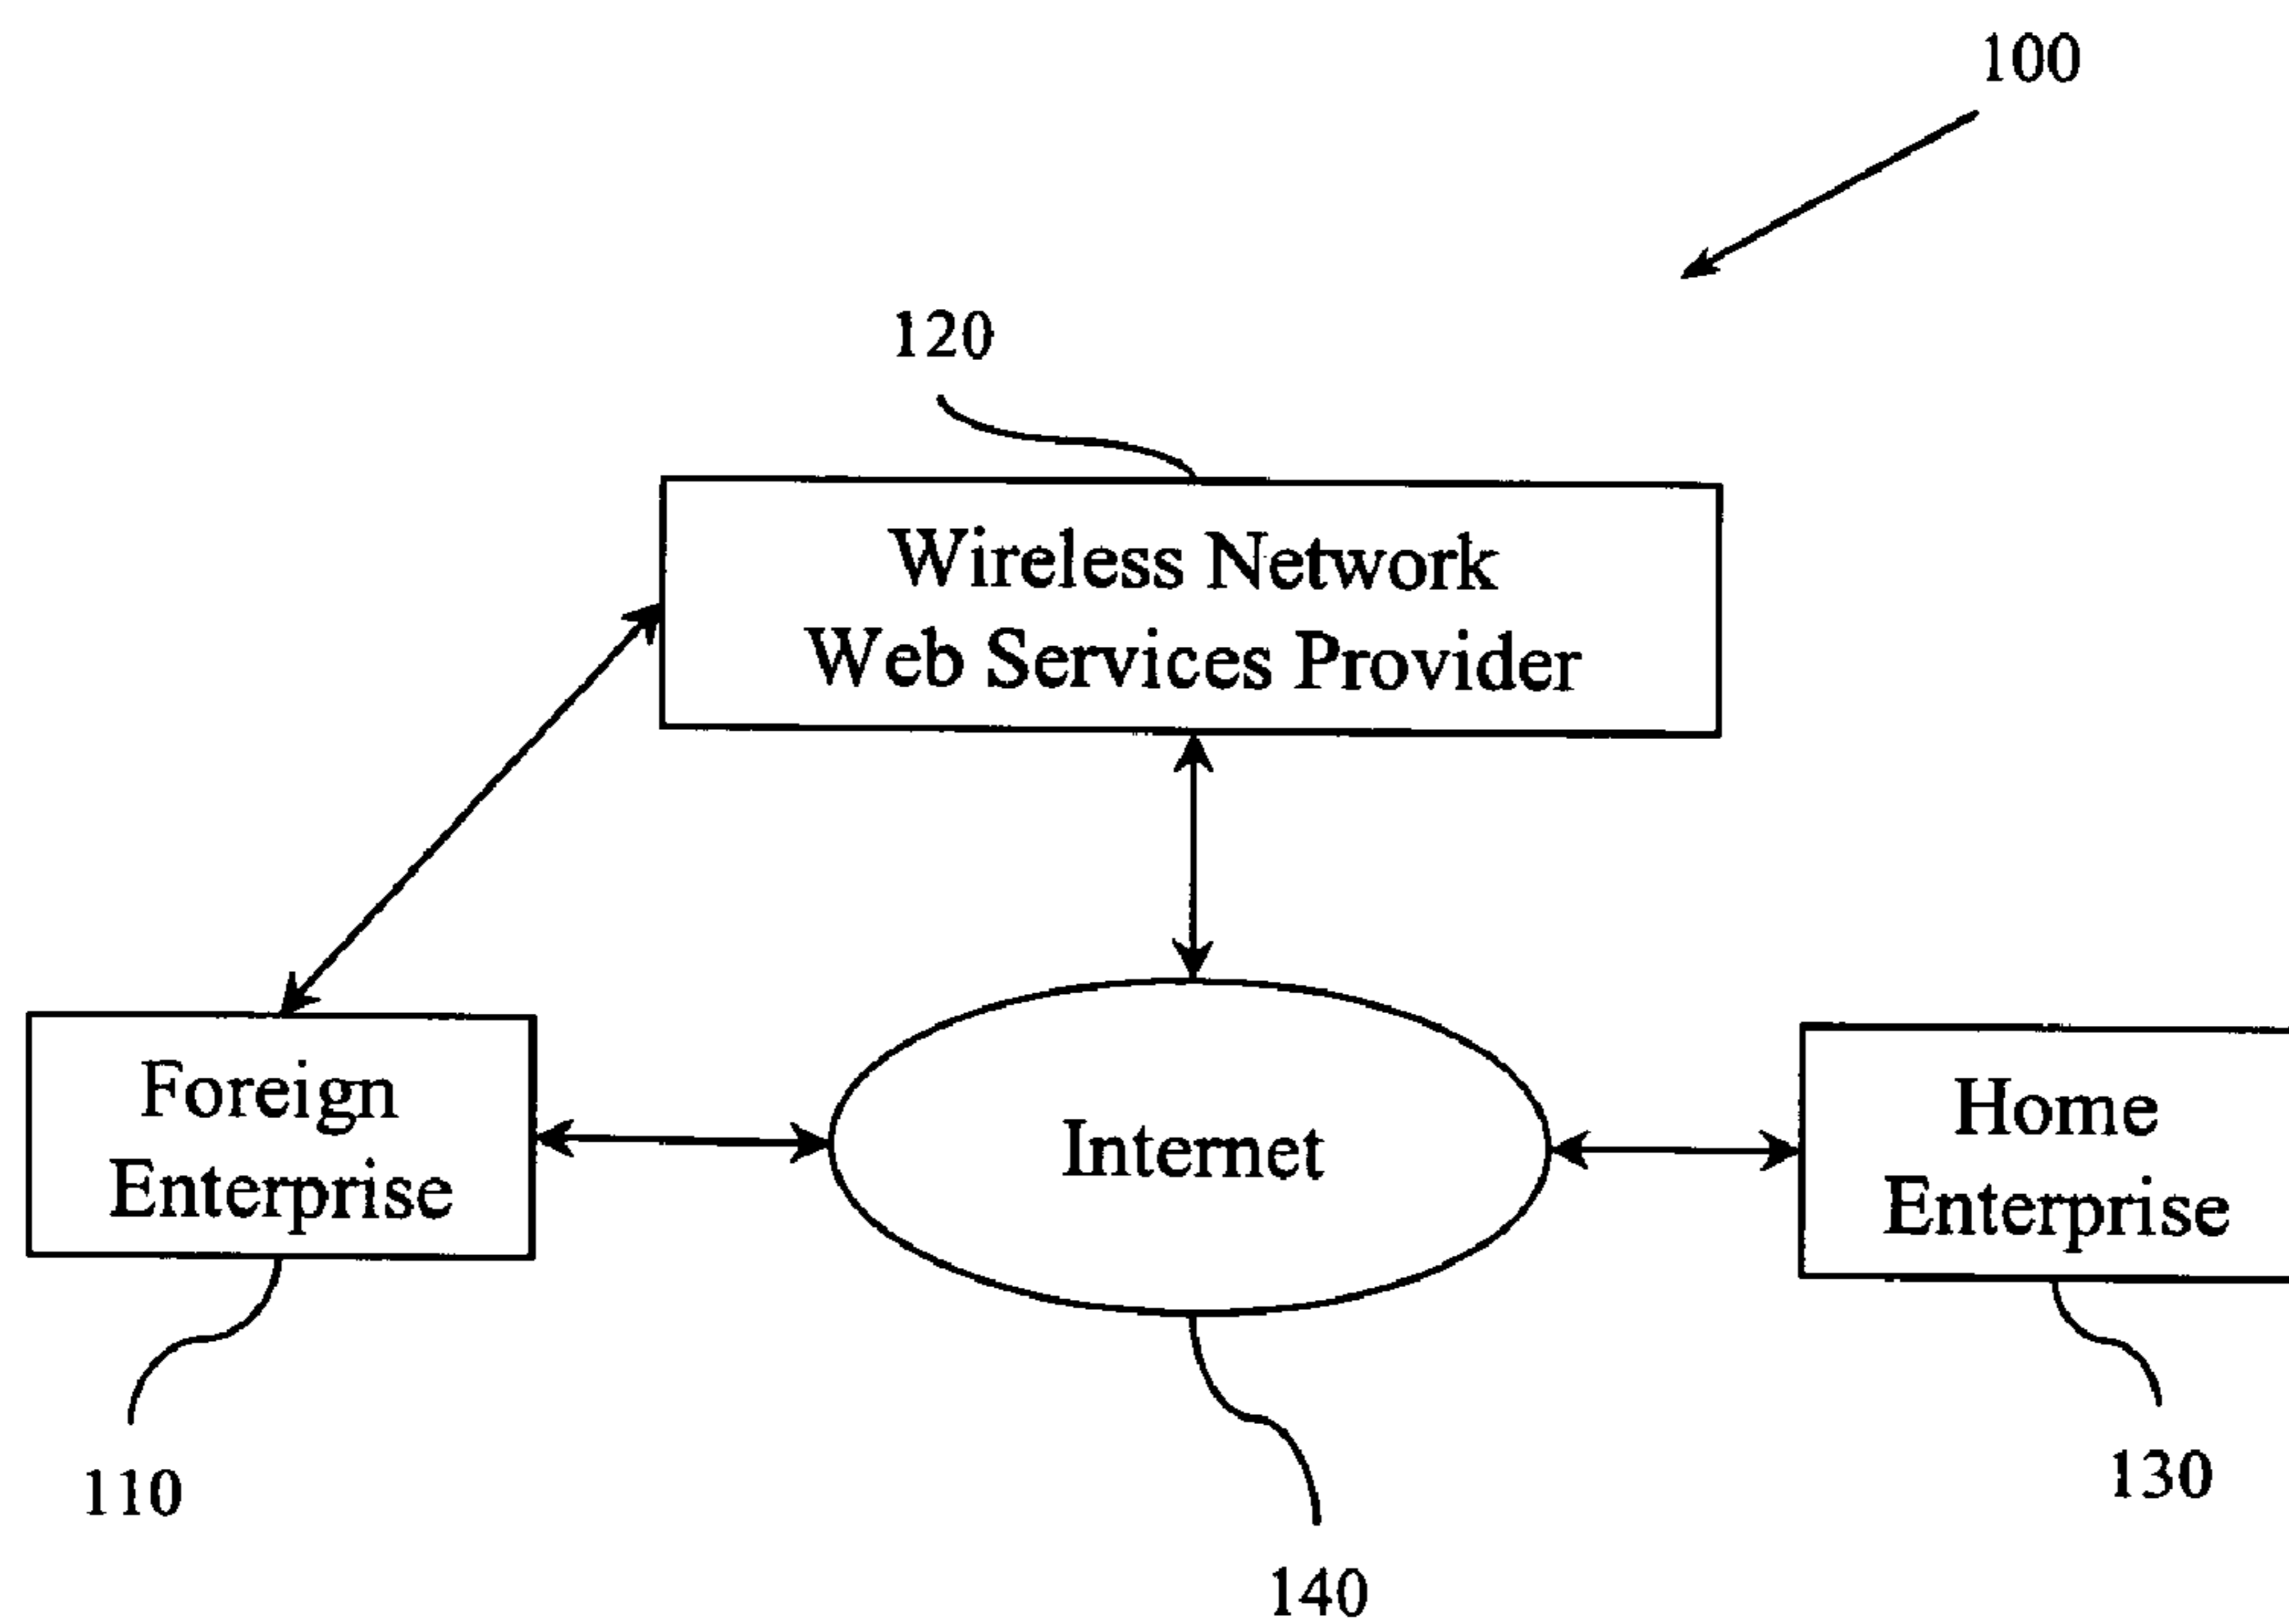 100
120
Wireless Network
Web Services Provider
Foreign
Enterprise
Internet
Home
Enterprise
110
130
140